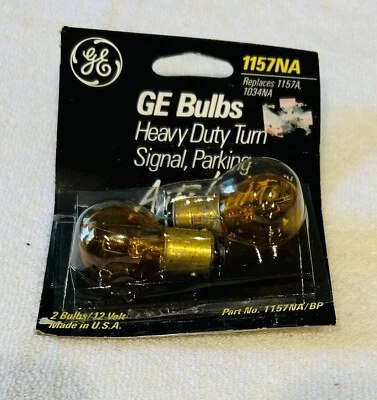 GE
1157NA
Replaces 1157A,
1034NA
GE Bulbs
Heavy Duty Turn
Signal, Parking
2 Bulbs/12 Volt
Made in U.S.A.
Part No. 1157NA/BP